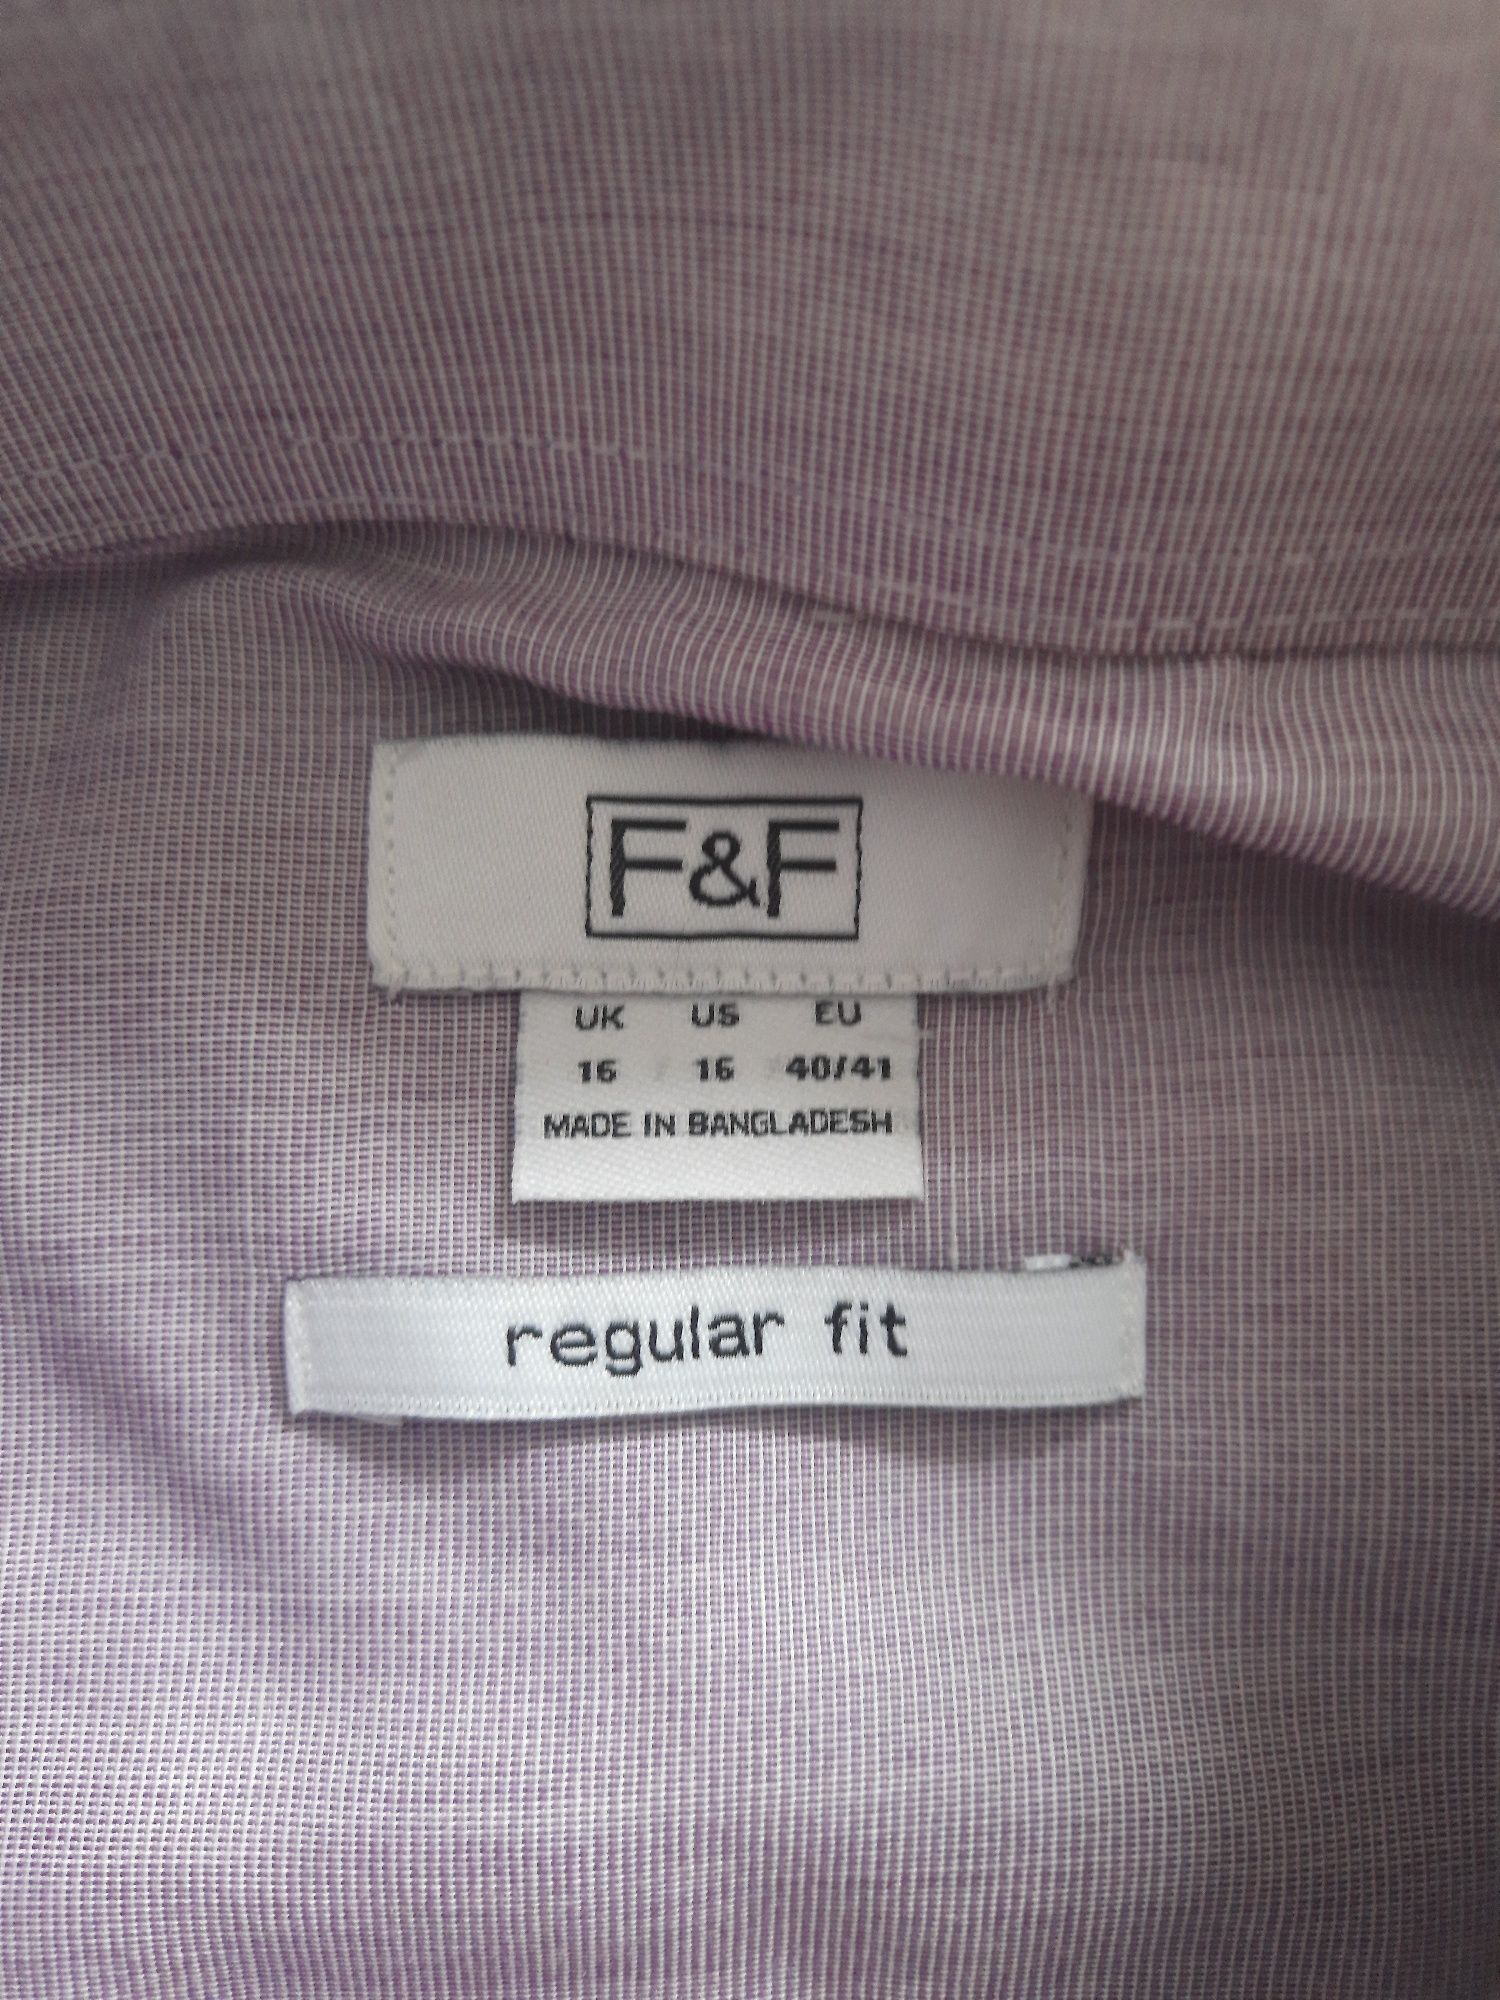 F&F
UK US EU
16 16 40/41
MADE IN BANGLADESH
regular fit